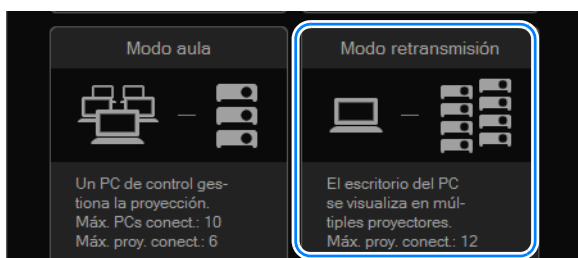 Modo aula
Un PC de control ges-
tiona la proyección.
Máx. PCs conect.: 10
Máx. proy. conect.: 6
Modo retransmisión
El escritorio del PC
se visualiza en múl-
tiples proyectores.
Máx. proy. conect.: 12